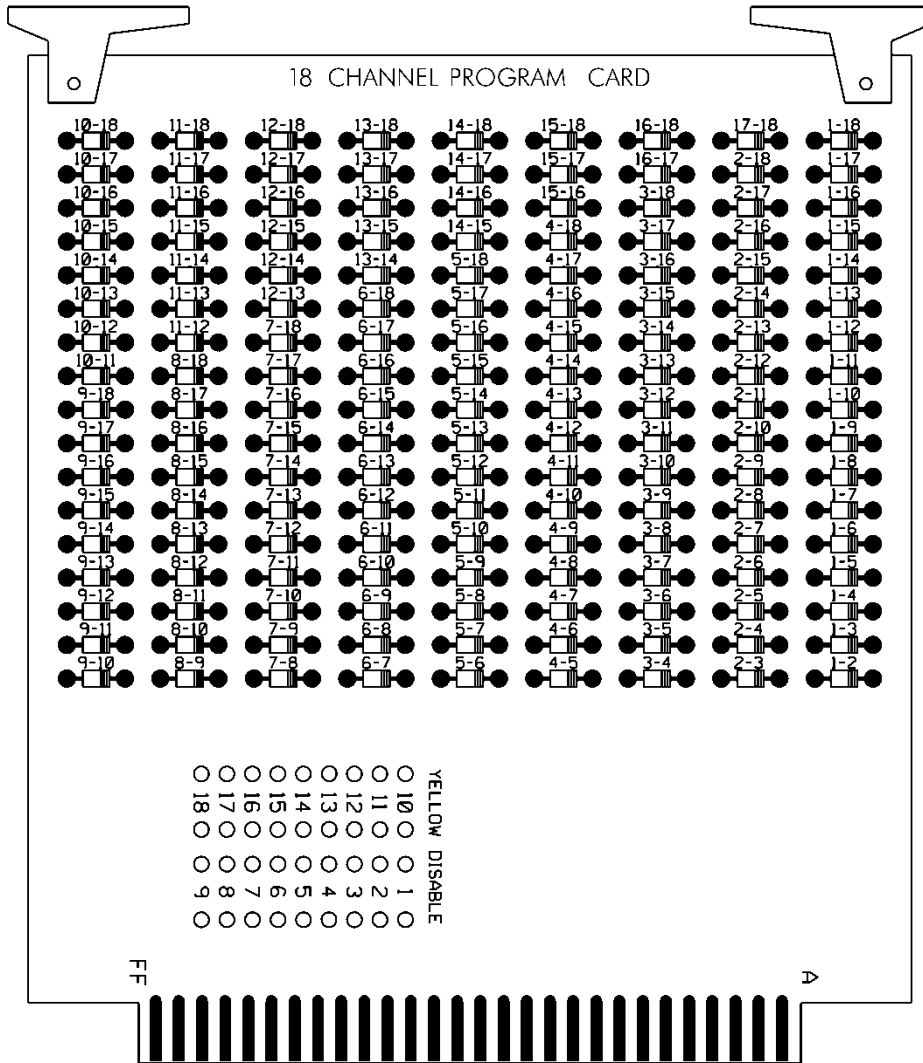 18 CHANNEL PROGRAM CARD
10-18 11-18 12-18 13-18 14-18 15-18 16-18 17-18 1-18
10-17 11-17 12-17 13-17 14-17 15-17 16-17 2-18 1-17
10-16 11-16 12-16 13-16 14-16 15-16 3-18 2-17 1-16
10-15 11-15 12-15 13-15 14-15 4-18 3-17 2-16 1-15
10-14 11-14 12-14 13-14 5-18 4-17 3-16 2-15 1-14
10-13 11-13 12-13 6-18 5-17 4-16 3-15 2-14 1-13
10-12 11-12 7-18 6-17 5-16 4-15 3-14 2-13 1-12
10-11 8-18 7-17 6-16 5-15 4-14 3-13 2-12 1-11
9-18 8-17 7-16 6-15 5-14 4-13 3-12 2-11 1-10
9-17 8-16 7-15 6-14 5-13 4-12 3-11 2-10 1-9
9-16 8-15 7-14 6-13 5-12 4-11 3-10 2-9 1-8
9-15 8-14 7-13 6-12 5-11 4-10 3-9 2-8 1-7
9-14 8-13 7-12 6-11 5-10 4-9 3-8 2-7 1-6
9-13 8-12 7-11 6-10 5-9 4-8 3-7 2-6 1-5
9-12 8-11 7-10 6-9 5-8 4-7 3-6 2-5 1-4
9-11 8-10 7-9 6-8 5-7 4-6 3-5 2-4 1-3
9-10 8-9 7-8 6-7 5-6 4-5 3-4 2-3 1-2
YELLOW DISABLE
10 1
11 2
12 3
13 4
14 5
15 6
16 7
17 8
18 9
FF A